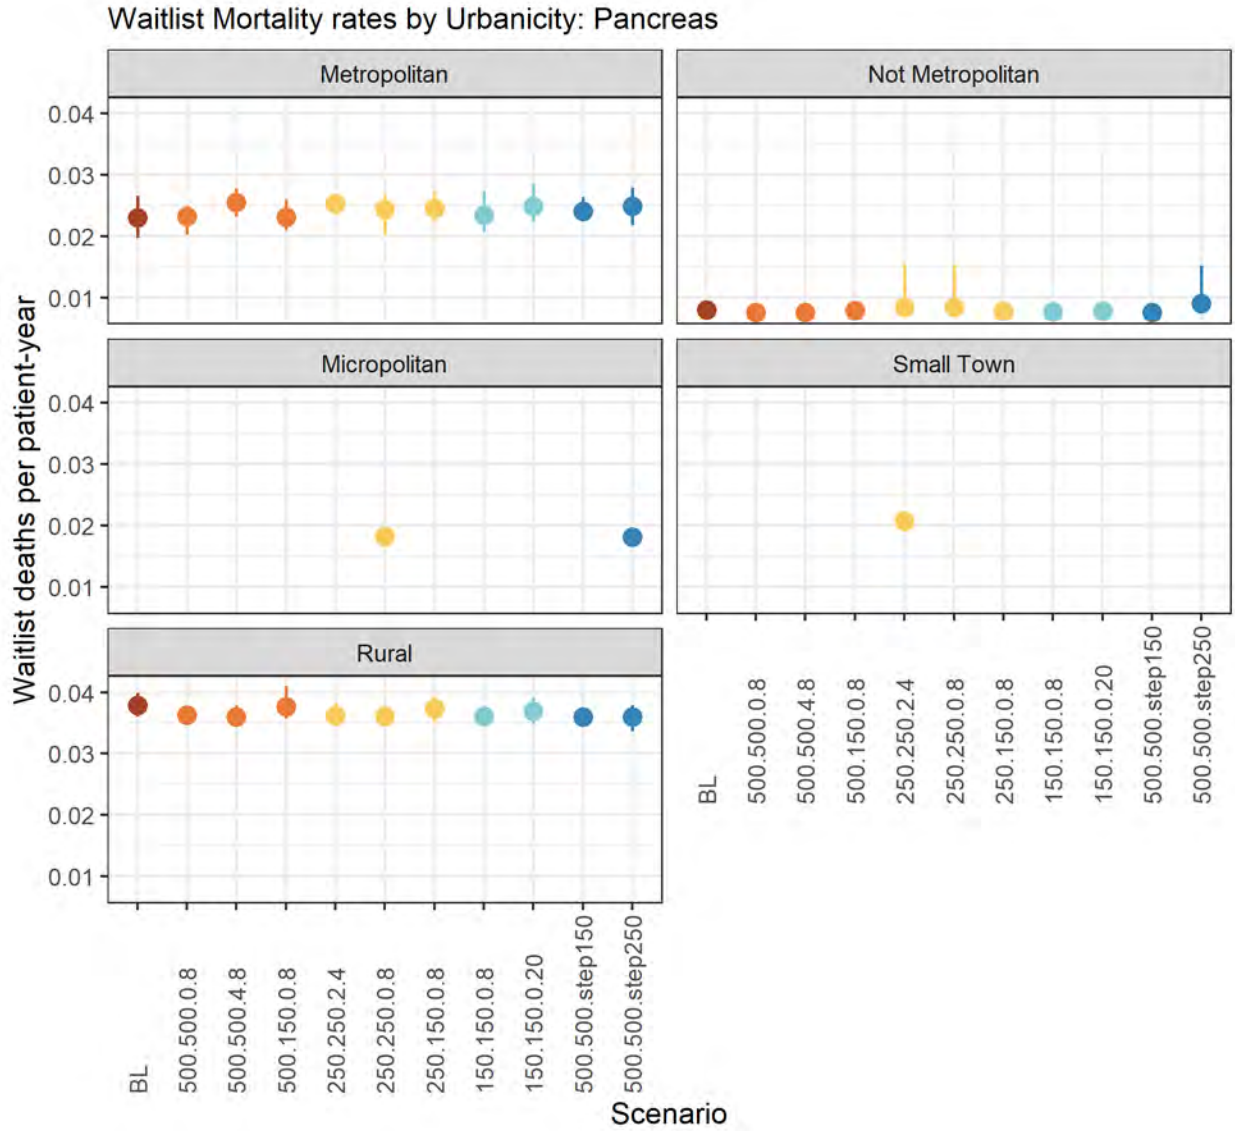 Waitlist Mortality rates by Urbanicity: Pancreas
Metropolitan
Not Metropolitan
0.04
0.03
0.02
0.01
Micropolitan
Small Town
0.04
0.03
0.02
0.01
Rural
0.04
0.03
0.02
0.01
Waitlist deaths per patient-year
BL
500.500.0.8
500.500.4.8
500.150.0.8
250.250.2.4
250.250.0.8
250.150.0.8
150.150.0.8
150.150.0.20
500.500.step150
500.500.step250
BL
500.500.0.8
500.500.4.8
500.150.0.8
250.250.2.4
250.250.0.8
250.150.0.8
150.150.0.8
150.150.0.20
500.500.step150
500.500.step250
Scenario